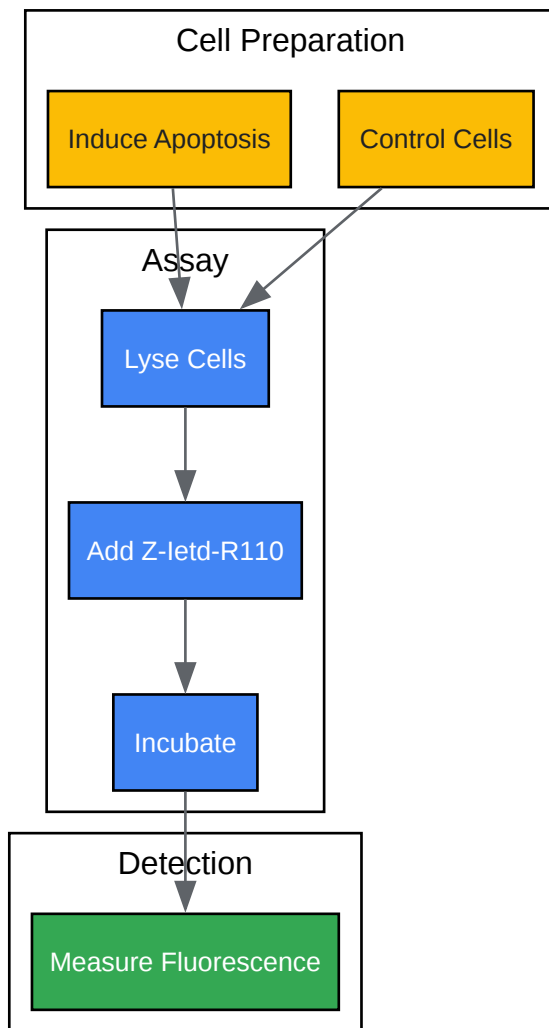 Cell Preparation
Induce Apoptosis
Control Cells
Assay
Lyse Cells
Add Z-Ietd-R110
Incubate
Detection
Measure Fluorescence